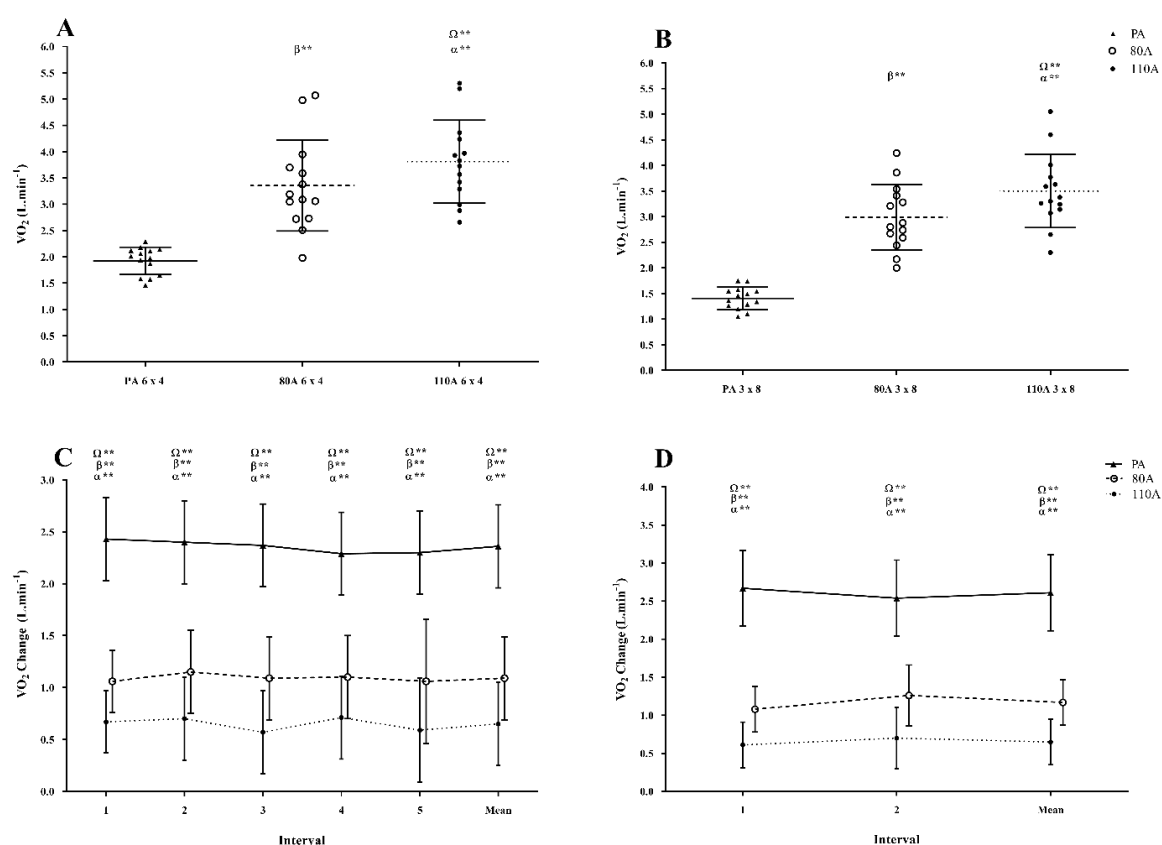 A
β**
Ω**
α**
6.0
5.5
5.0
4.5
4.0
3.5
3.0
2.5
2.0
1.5
1.0
0.5
0.0
VO₂ (L.min⁻¹)
PA 6 x 4
80A 6 x 4
110A 6 x 4
B
β**
Ω**
α**
PA
80A
110A
6.0
5.5
5.0
4.5
4.0
3.5
3.0
2.5
2.0
1.5
1.0
0.5
0.0
VO₂ (L.min⁻¹)
PA 3 x 8
80A 3 x 8
110A 3 x 8
C
Ω** Ω** Ω** Ω** Ω** Ω**
β** β** β** β** β** β**
α** α** α** α** α** α**
3.0
2.5
2.0
1.5
1.0
0.5
0.0
VO₂ Change (L.min⁻¹)
1 2 3 4 5 Mean
Interval
D
Ω** Ω** Ω**
β** β** β**
α** α** α**
PA
80A
110A
4.0
3.5
3.0
2.5
2.0
1.5
1.0
0.5
0.0
VO₂ Change (L.min⁻¹)
1 2 Mean
Interval